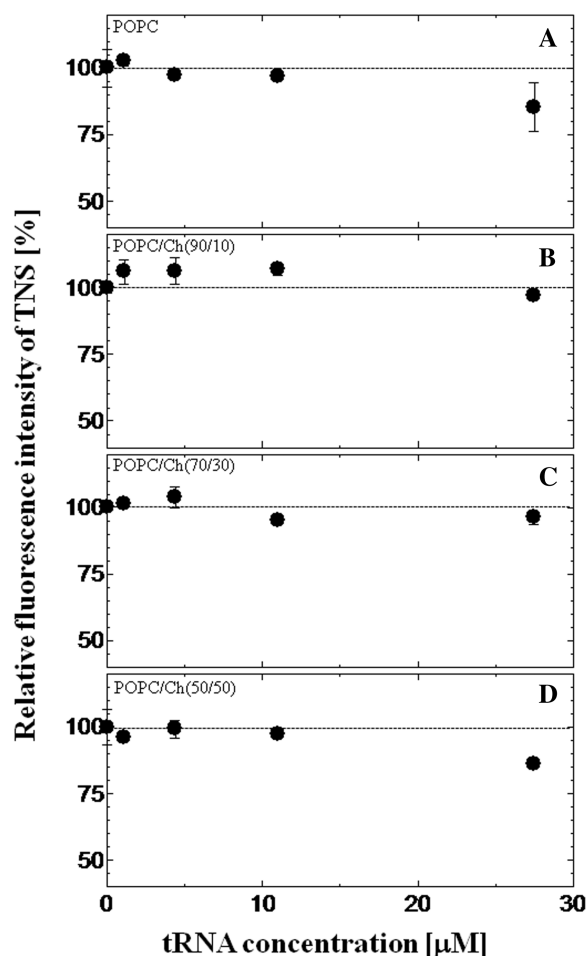 POPC
A
100
75
50
POPC/Ch(90/10)
B
100
75
50
POPC/Ch(70/30)
C
100
75
50
POPC/Ch(50/50)
D
100
75
50
0
10
20
30
tRNA concentration [μM]
Relative fluorescence intensity of TNS [%]